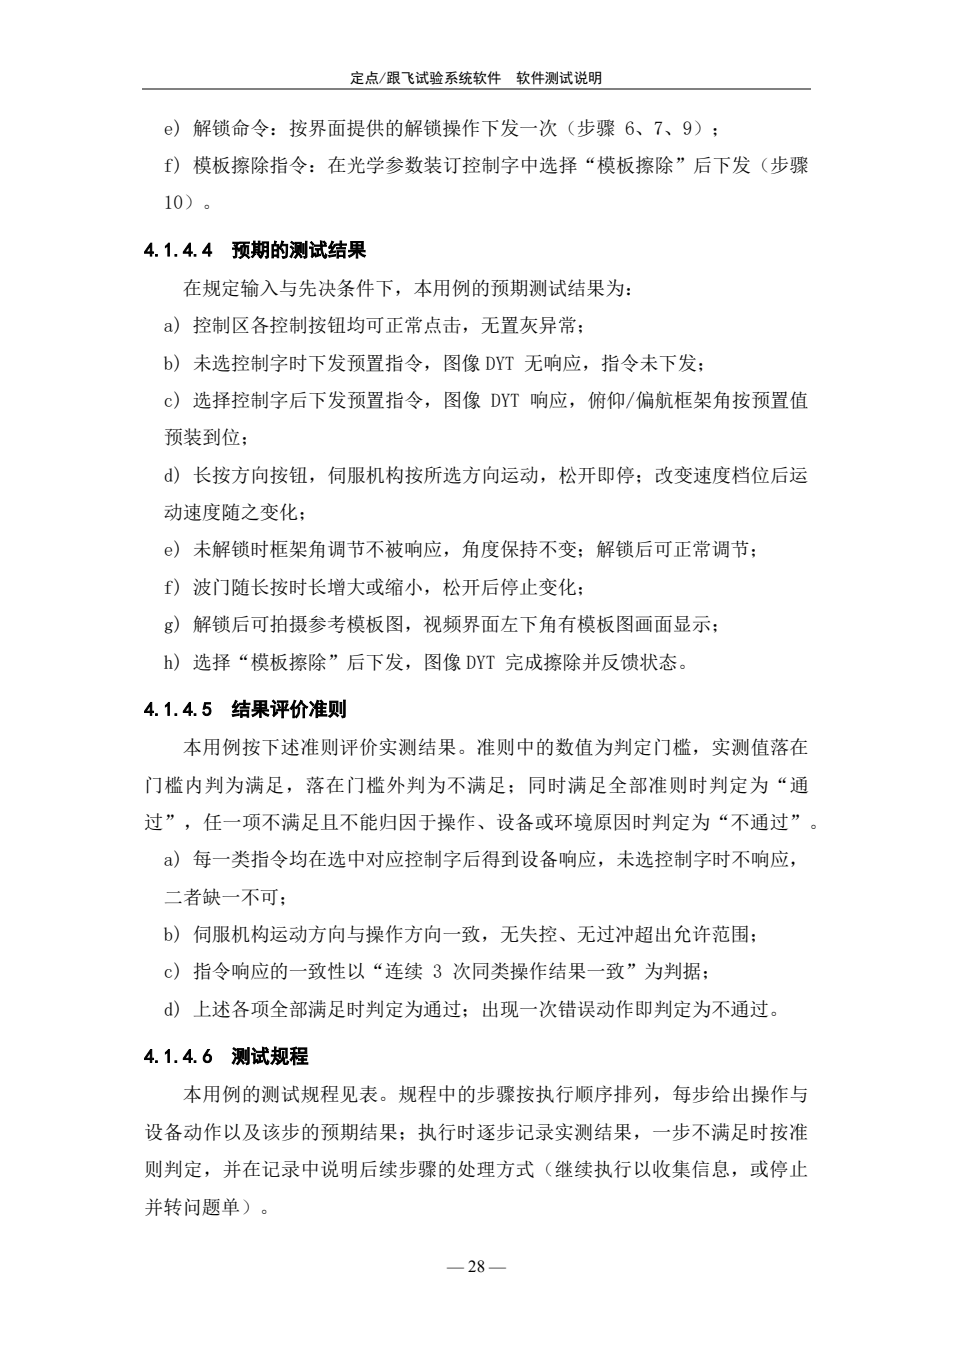 定点/跟飞试验系统软件　软件测试说明
e）解锁命令：按界面提供的解锁操作下发一次（步骤 6、7、9）；
f）模板擦除指令：在光学参数装订控制字中选择“模板擦除”后下发（步骤
10）。
4.1.4.4　预期的测试结果
在规定输入与先决条件下，本用例的预期测试结果为：
a）控制区各控制按钮均可正常点击，无置灰异常；
b）未选控制字时下发预置指令，图像 DYT 无响应，指令未下发；
c）选择控制字后下发预置指令，图像 DYT 响应，俯仰/偏航框架角按预置值
预装到位；
d）长按方向按钮，伺服机构按所选方向运动，松开即停；改变速度档位后运
动速度随之变化；
e）未解锁时框架角调节不被响应，角度保持不变；解锁后可正常调节；
f）波门随长按时长增大或缩小，松开后停止变化；
g）解锁后可拍摄参考模板图，视频界面左下角有模板图画面显示；
h）选择“模板擦除”后下发，图像 DYT 完成擦除并反馈状态。
4.1.4.5　结果评价准则
本用例按下述准则评价实测结果。准则中的数值为判定门槛，实测值落在
门槛内判为满足，落在门槛外判为不满足；同时满足全部准则时判定为“通
过”，任一项不满足且不能归因于操作、设备或环境原因时判定为“不通过”。
a）每一类指令均在选中对应控制字后得到设备响应，未选控制字时不响应，
二者缺一不可；
b）伺服机构运动方向与操作方向一致，无失控、无过冲超出允许范围；
c）指令响应的一致性以“连续 3 次同类操作结果一致”为判据；
d）上述各项全部满足时判定为通过；出现一次错误动作即判定为不通过。
4.1.4.6　测试规程
本用例的测试规程见表。规程中的步骤按执行顺序排列，每步给出操作与
设备动作以及该步的预期结果；执行时逐步记录实测结果，一步不满足时按准
则判定，并在记录中说明后续步骤的处理方式（继续执行以收集信息，或停止
并转问题单）。
— 28 —